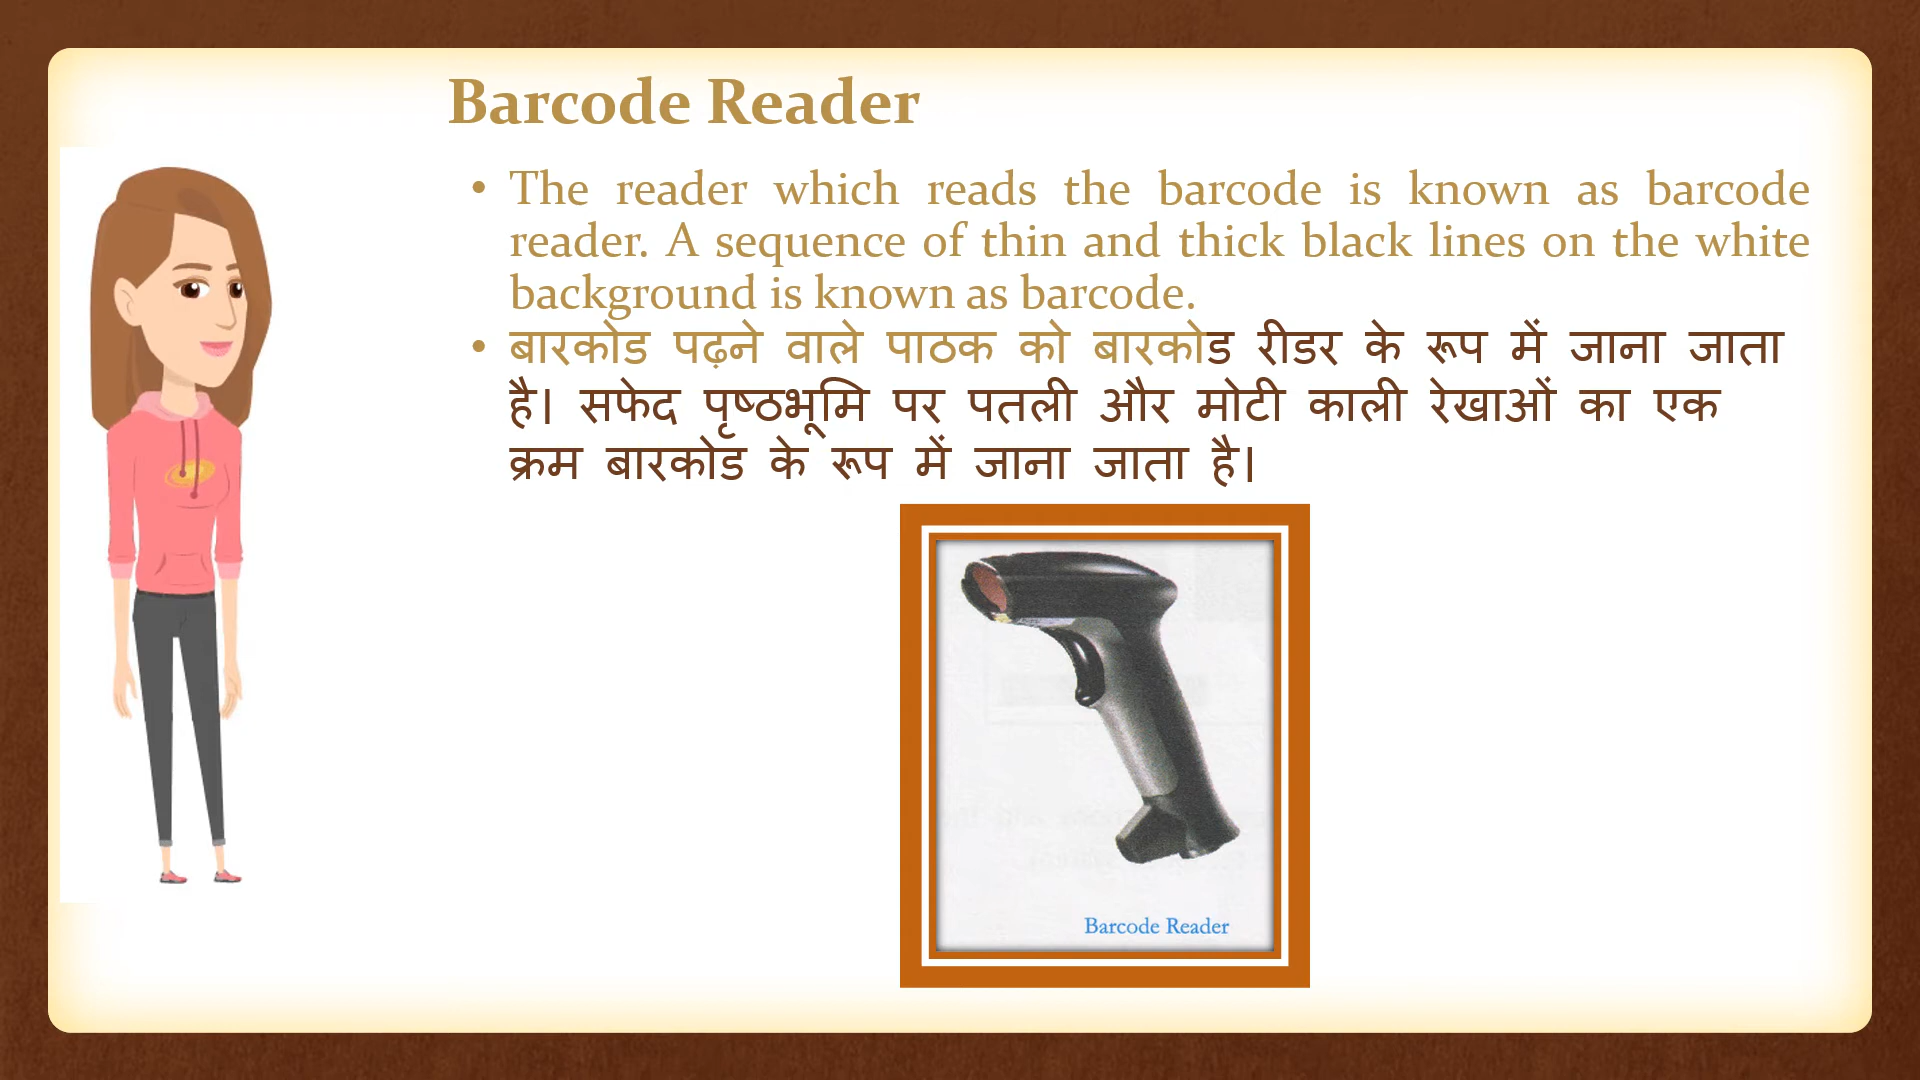 Barcode Reader
• The reader which reads the barcode is known as barcode
reader. A sequence of thin and thick black lines on the white
background is known as barcode.
• बारकोड पढ़ने वाले पाठक को बारकोड रीडर के रूप में जाना जाता
है। सफेद पृष्ठभूमि पर पतली और मोटी काली रेखाओं का एक
क्रम बारकोड के रूप में जाना जाता है।
Barcode Reader